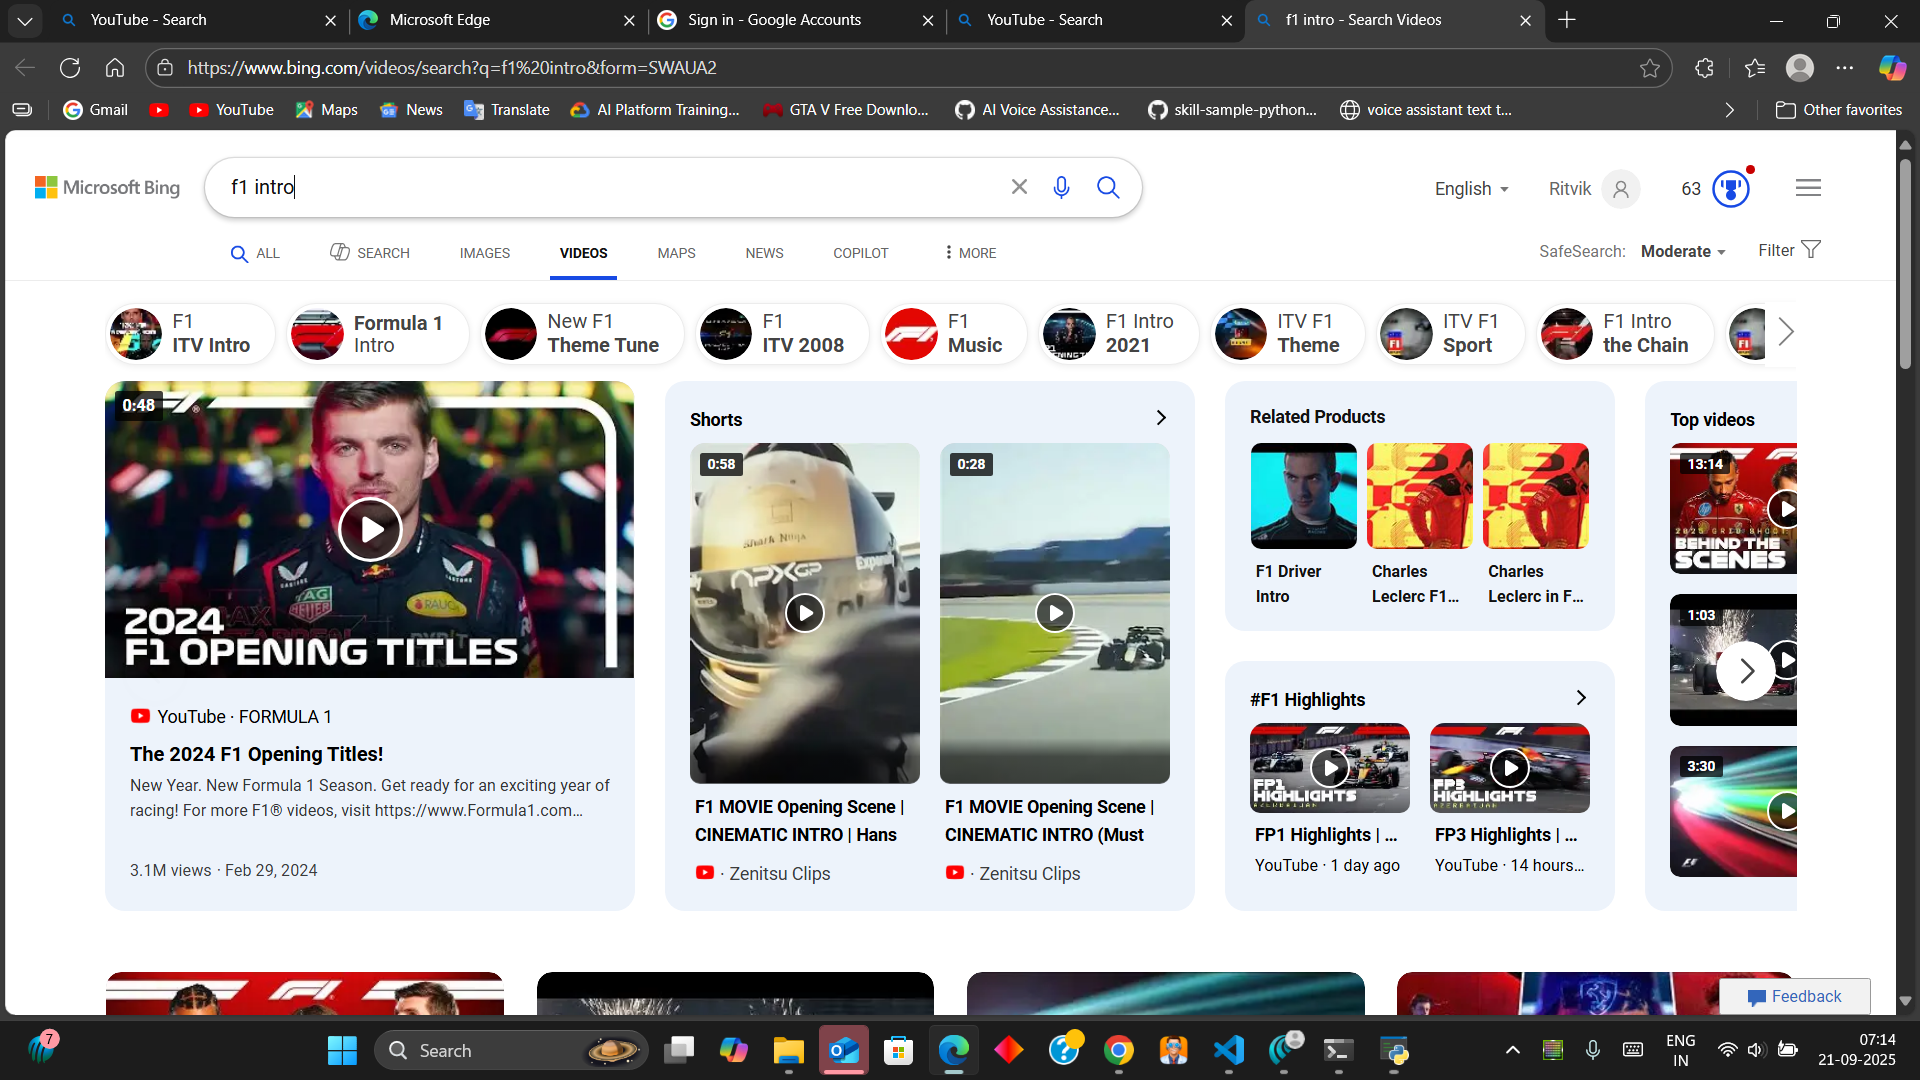 YouTube - Search
Microsoft Edge
Sign in - Google Accounts
YouTube - Search
f1 intro - Search Videos
https://www.bing.com/videos/search?q=f1%20intro&form=SWAUA2
Gmail
YouTube
Maps
News
Translate
AI Platform Training...
GTA V Free Downlo...
AI Voice Assistance...
skill-sample-python...
voice assistant text t...
Other favorites
Microsoft Bing
f1 intro
English
Ritvik
63
ALL
SEARCH
IMAGES
VIDEOS
MAPS
NEWS
COPILOT
MORE
SafeSearch: Moderate
Filter
F1
ITV Intro
Formula 1
Intro
New F1
Theme Tune
F1
ITV 2008
F1
Music
F1 Intro
2021
ITV F1
Theme
ITV F1
Sport
F1 Intro
the Chain
0:48
TAG
HEUER
RAUCH
2024
F1 OPENING TITLES
YouTube · FORMULA 1
The 2024 F1 Opening Titles!
New Year. New Formula 1 Season. Get ready for an exciting year of
racing! For more F1® videos, visit https://www.Formula1.com...
3.1M views · Feb 29, 2024
Shorts
0:58
Shark Ninja
APXGP
F1 MOVIE Opening Scene |
CINEMATIC INTRO | Hans
· Zenitsu Clips
0:28
F1 MOVIE Opening Scene |
CINEMATIC INTRO (Must
· Zenitsu Clips
Related Products
F1 Driver
Intro
Charles
Leclerc F1...
Charles
Leclerc in F...
#F1 Highlights
FP1
HIGHLIGHTS
AZERBAIJAN
FP1 Highlights | ...
YouTube · 1 day ago
FP3
HIGHLIGHTS
AZERBAIJAN
FP3 Highlights | ...
YouTube · 14 hours...
Top videos
13:14
BEHIND THE
SCENES
1:03
3:30
Feedback
7
Search
ENG
IN
07:14
21-09-2025